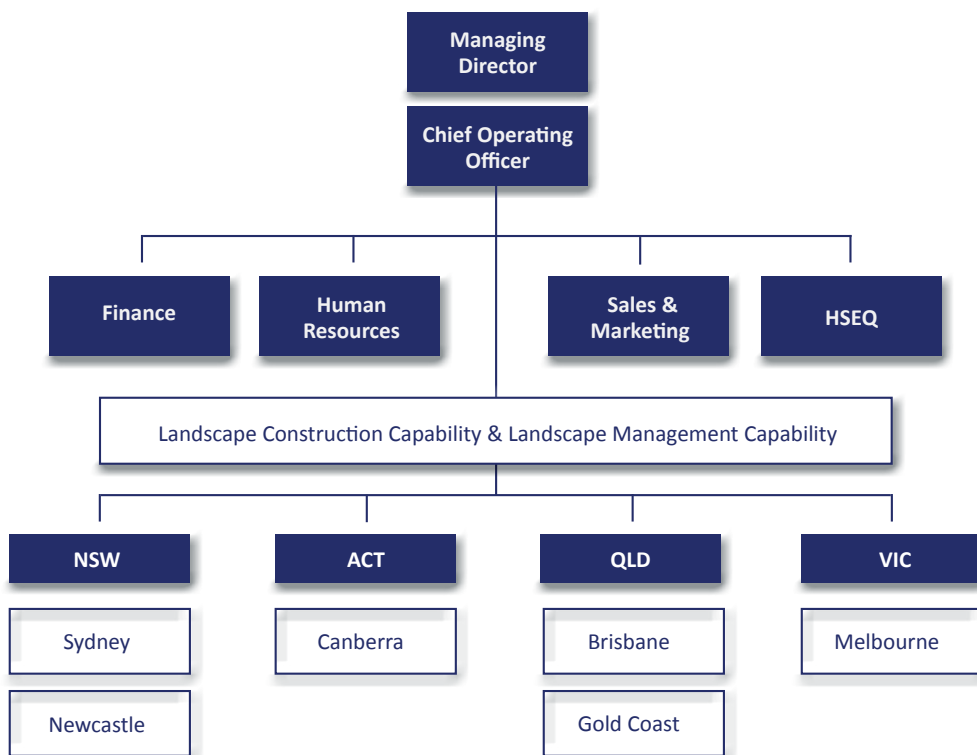 Managing
Director
Chief Operating
Officer
Finance
Human
Resources
Sales &
Marketing
HSEQ
Landscape Construction Capability & Landscape Management Capability
NSW
ACT
QLD
VIC
Sydney
Canberra
Brisbane
Melbourne
Newcastle
Gold Coast